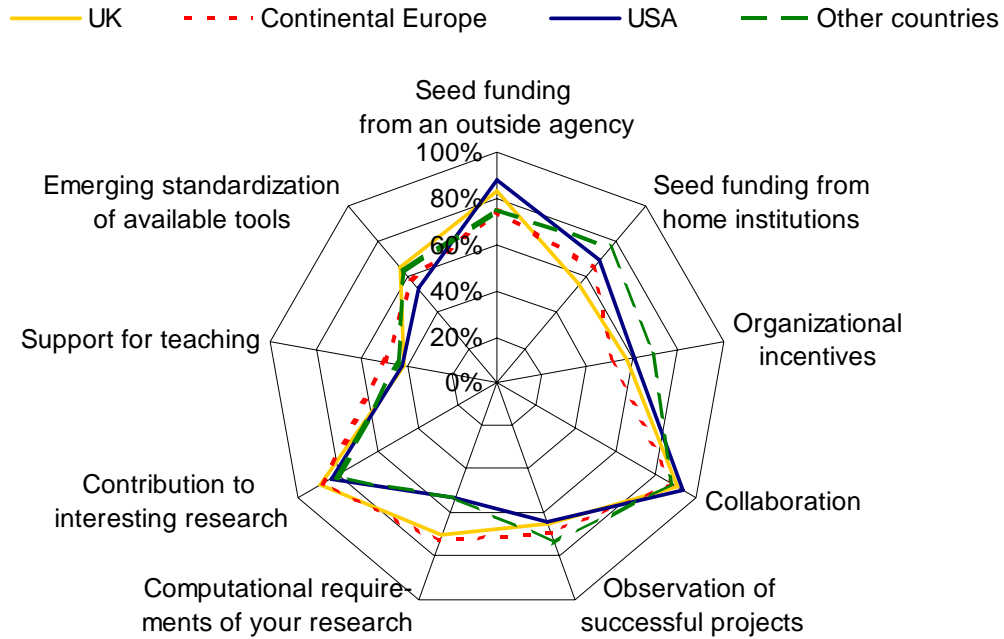 UK
Continental Europe
USA
Other countries
Seed funding
from an outside agency
100%
80%
60%
40%
20%
0%
Seed funding from
home institutions
Organizational
incentives
Collaboration
Observation of
successful projects
Computational require-
ments of your research
Contribution to
interesting research
Support for teaching
Emerging standardization
of available tools